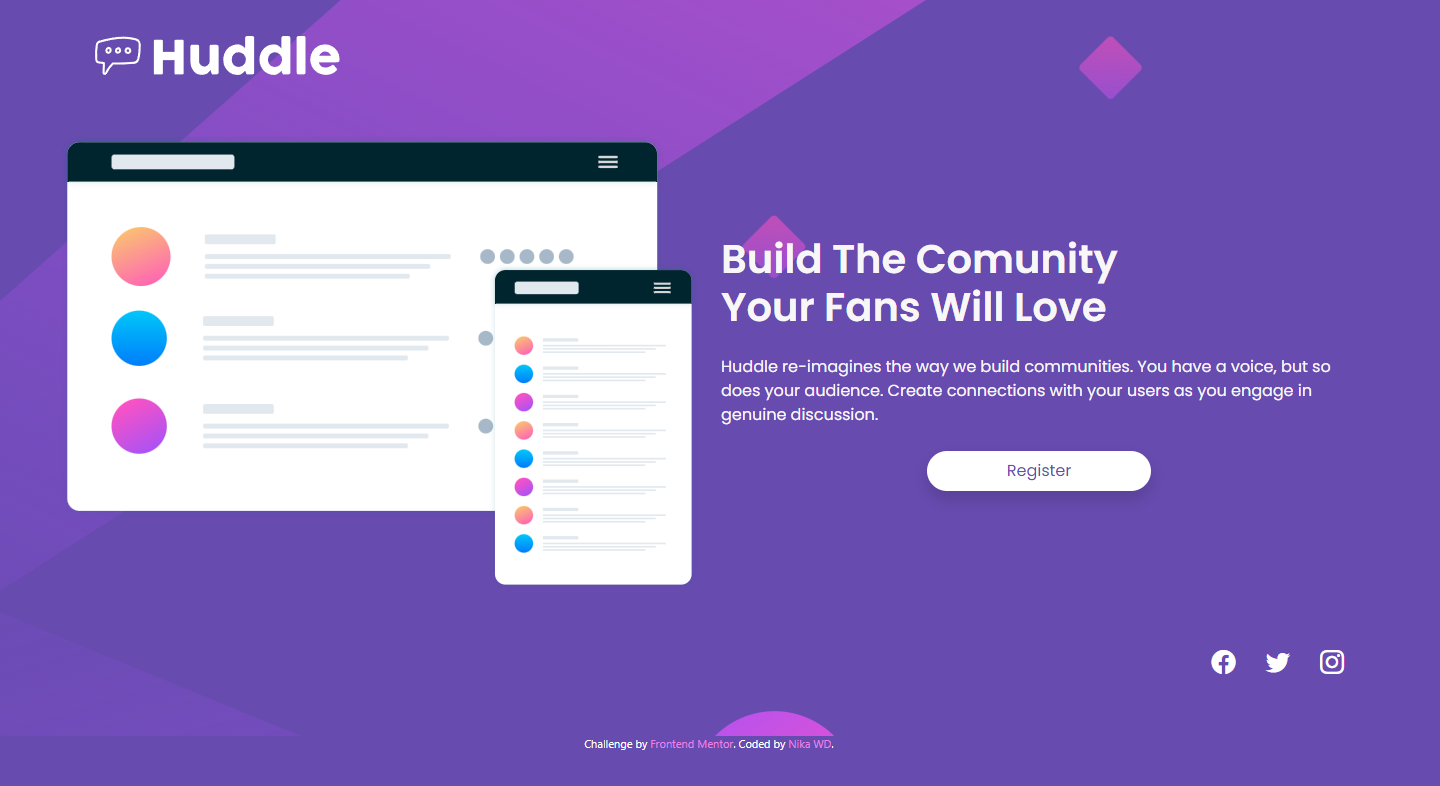 Huddle
Build The Comunity
Your Fans Will Love
Huddle re-imagines the way we build communities. You have a voice, but so
does your audience. Create connections with your users as you engage in
genuine discussion.
Register
Challenge by Frontend Mentor. Coded by Nika WD.